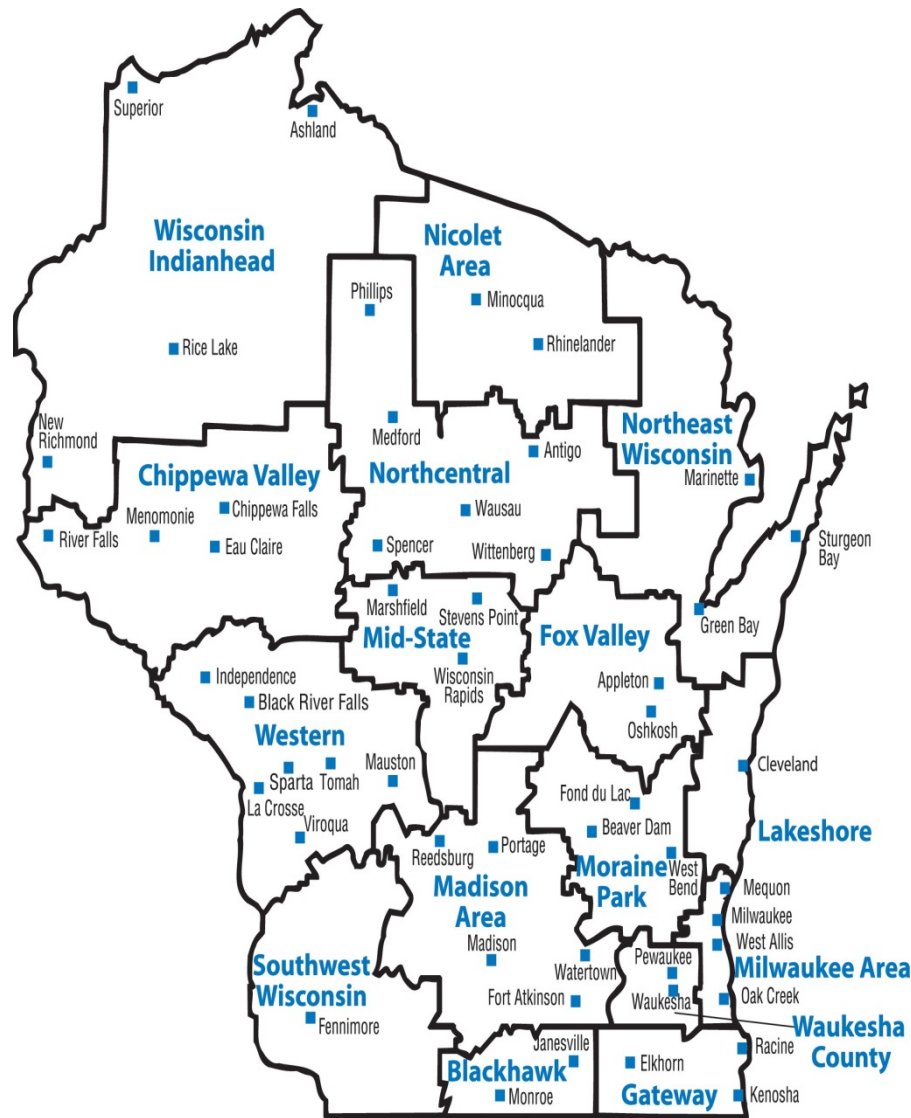 Superior
Ashland
Wisconsin
Indianhead
Nicolet
Area
Phillips
Minocqua
Rice Lake
Rhinelander
New
Richmond
Medford
Northeast
Wisconsin
Antigo
Chippewa Valley
Northcentral
Marinette
Chippewa Falls
Wausau
Menomonie
River Falls
Eau Claire
Spencer
Wittenberg
Sturgeon
Bay
Marshfield
Stevens Point
Green Bay
Mid-State
Fox Valley
Wisconsin
Rapids
Independence
Black River Falls
Appleton
Oshkosh
Western
Mauston
Sparta
Tomah
La Crosse
Viroqua
Cleveland
Fond du Lac
Beaver Dam
Lakeshore
Reedsburg
Portage
West
Bend
Moraine
Park
Madison
Area
Mequon
Milwaukee
West Allis
Madison
Watertown
Pewaukee
Milwaukee Area
Southwest
Wisconsin
Fort Atkinson
Waukesha
Oak Creek
Fennimore
Waukesha
County
Janesville
Blackhawk
Elkhorn
Racine
Monroe
Gateway
Kenosha